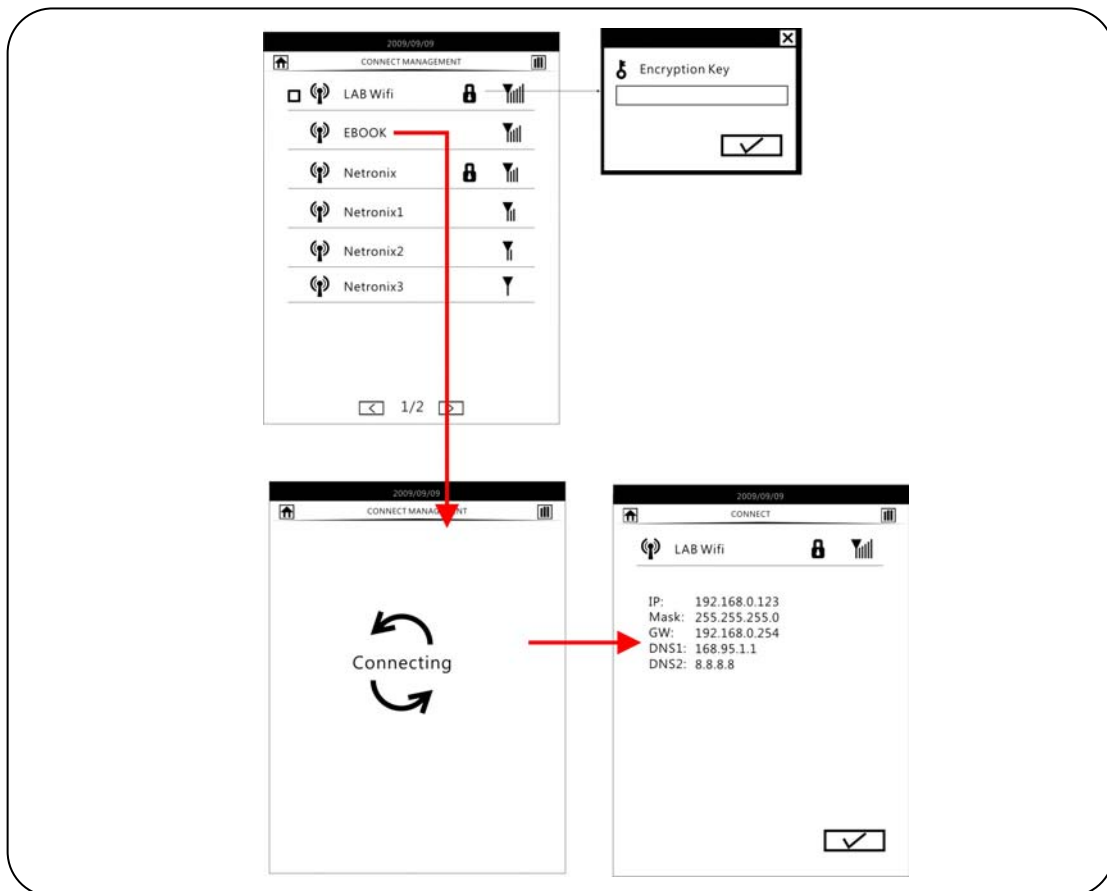 2009/09/09
CONNECT MANAGEMENT
LAB Wifi
EBOOK
Netronix
Netronix1
Netronix2
Netronix3
1/2
Encryption Key
2009/09/09
CONNECT MANAGEMENT
Connecting
2009/09/09
CONNECT
LAB Wifi
IP: 192.168.0.123
Mask: 255.255.255.0
GW: 192.168.0.254
DNS1: 168.95.1.1
DNS2: 8.8.8.8